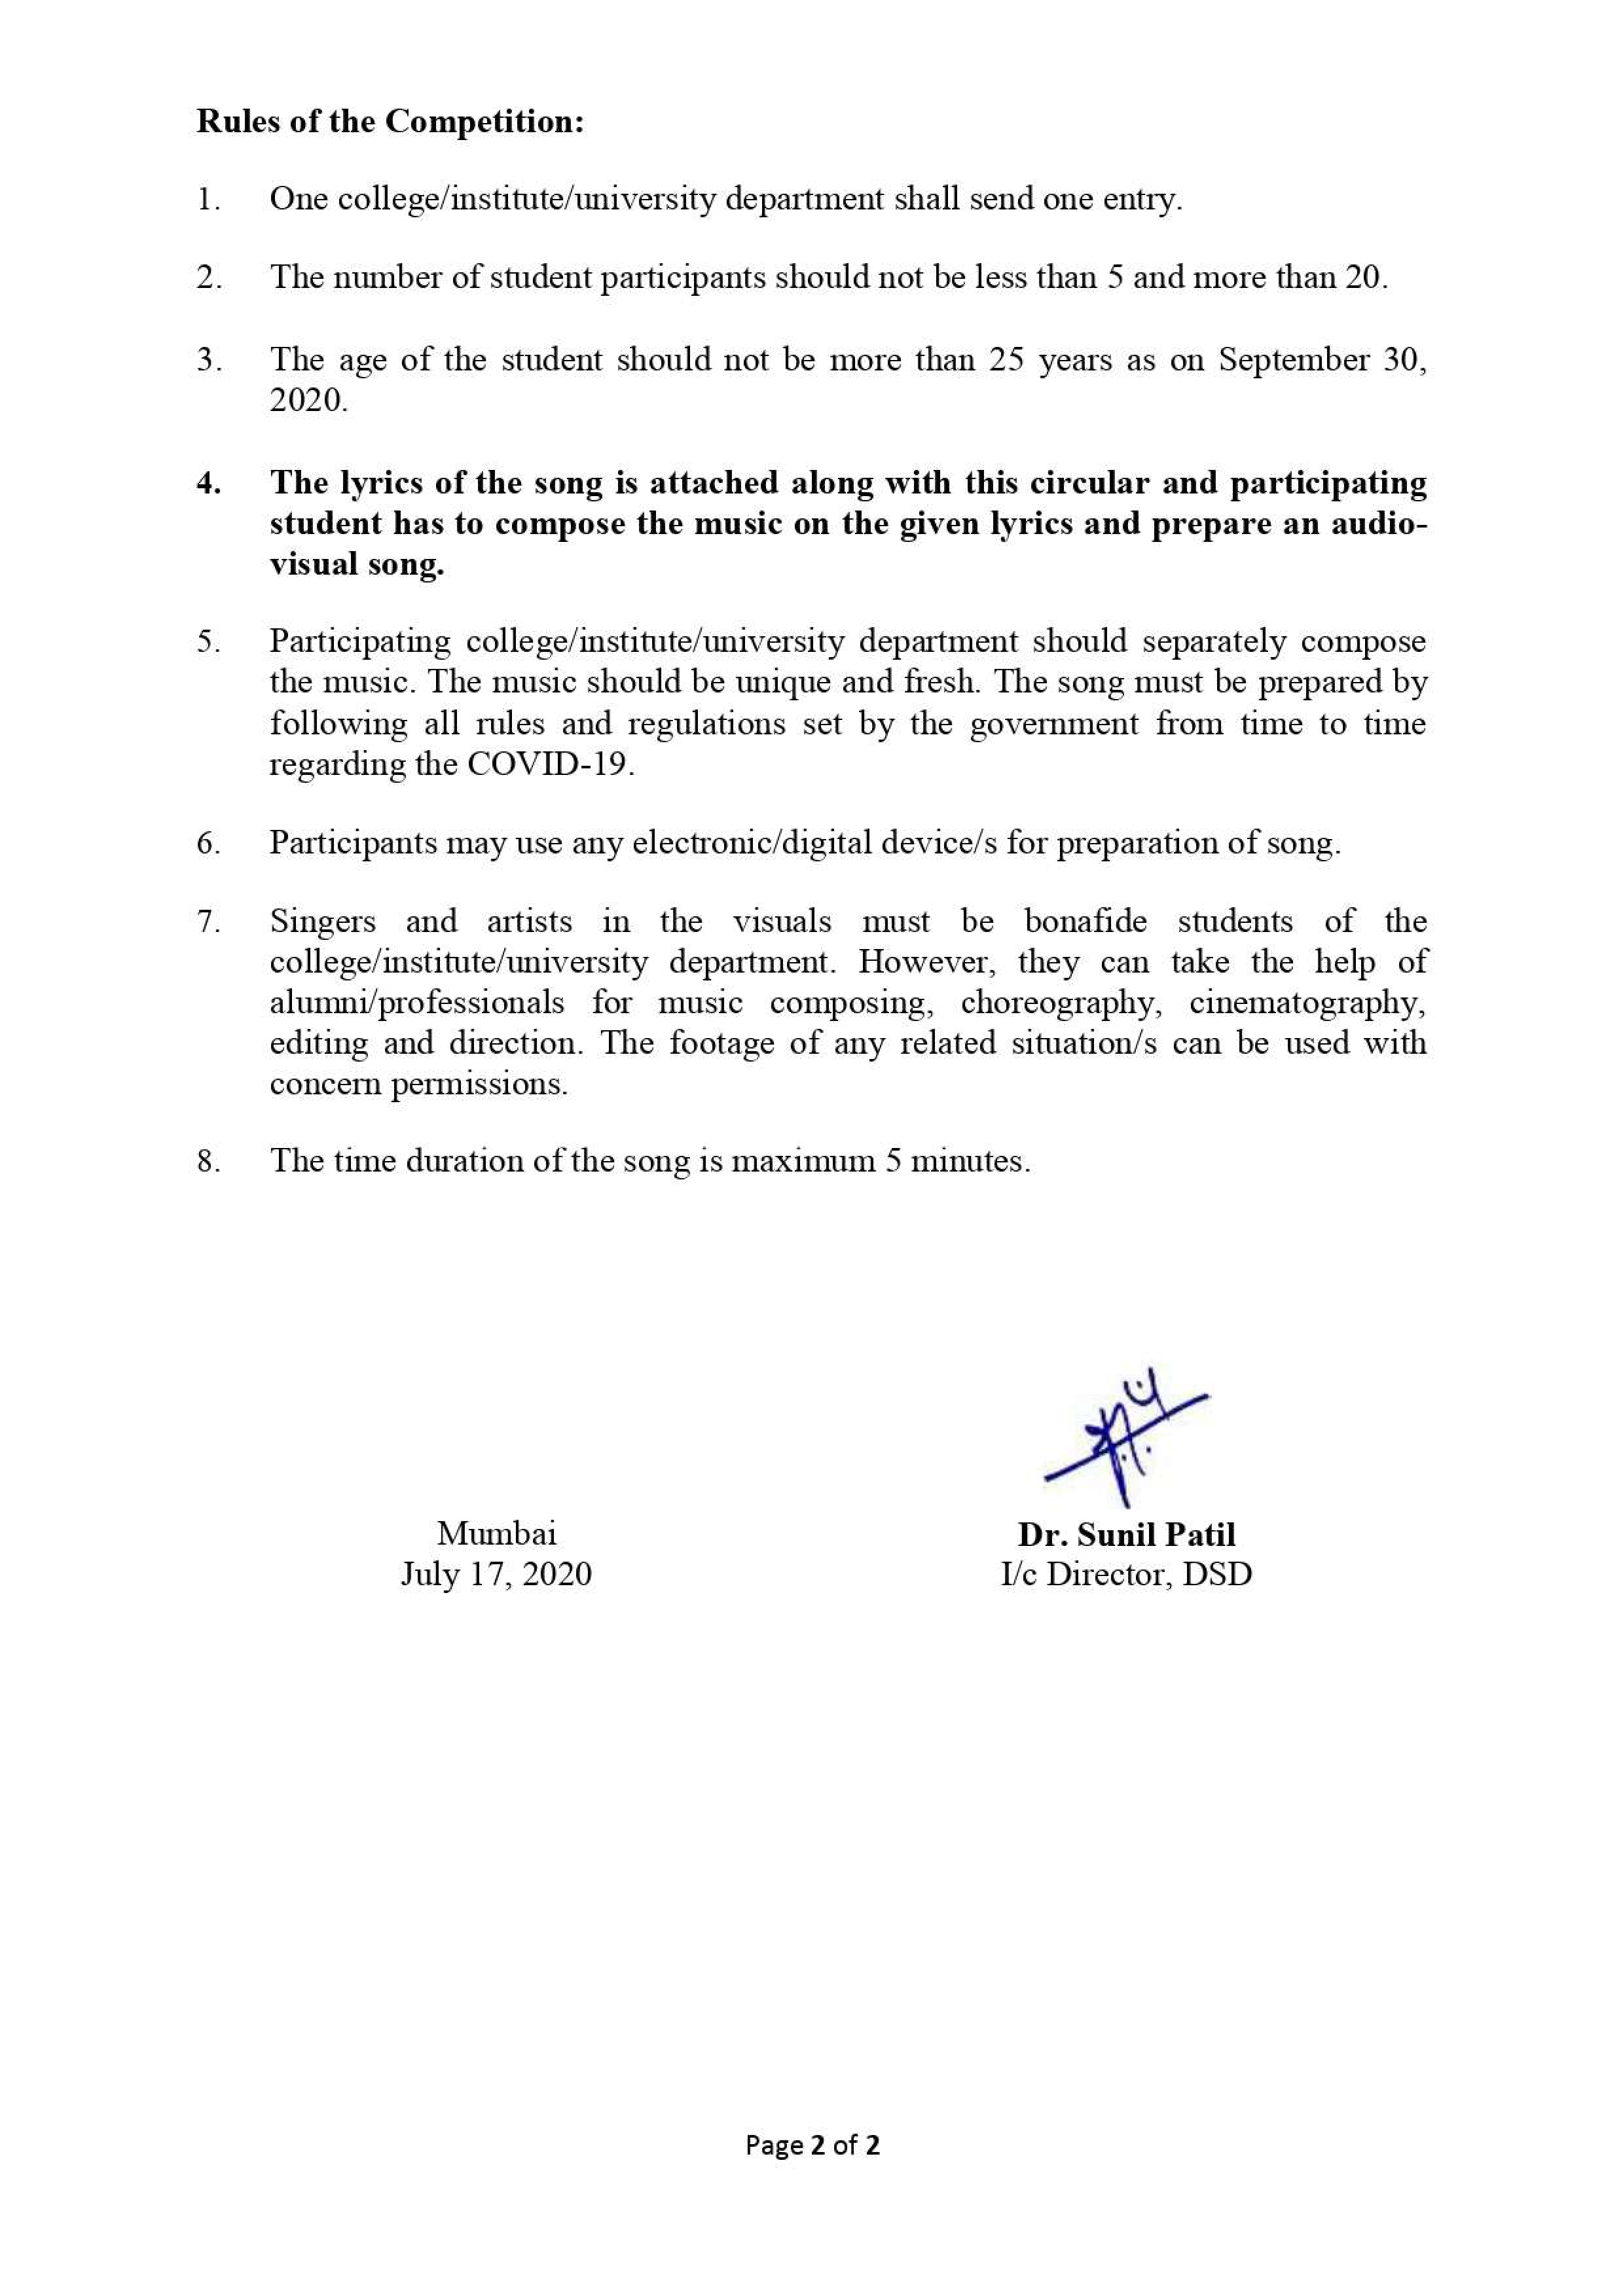 Rules of the Competition:
1. One college/institute/university department shall send one entry.
2. The number of student participants should not be less than 5 and more than 20.
3. The age of the student should not be more than 25 years as on September 30,
2020.
4. The lyrics of the song is attached along with this circular and participating
student has to compose the music on the given lyrics and prepare an audio-
visual song.
5. Participating college/institute/university department should separately compose
the music. The music should be unique and fresh. The song must be prepared by
following all rules and regulations set by the government from time to time
regarding the COVID-19.
6. Participants may use any electronic/digital device/s for preparation of song.
7. Singers and artists in the visuals must be bonafide students of the
college/institute/university department. However, they can take the help of
alumni/professionals for music composing, choreography, cinematography,
editing and direction. The footage of any related situation/s can be used with
concern permissions.
8. The time duration of the song is maximum 5 minutes.
Mumbai
July 17, 2020
Dr. Sunil Patil
I/c Director, DSD
Page 2 of 2